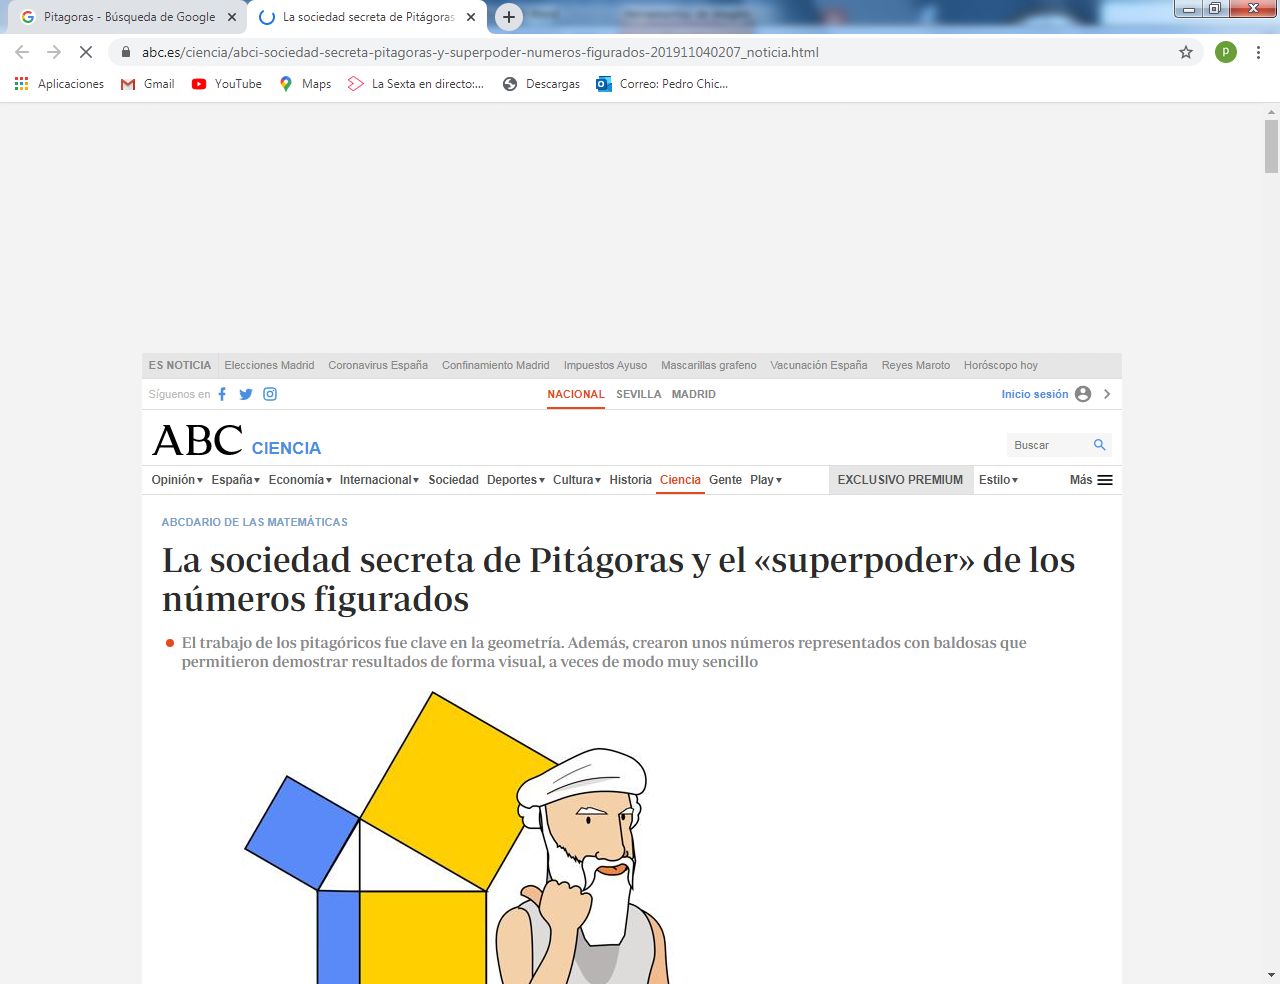 Pitagoras - Búsqueda de Google
La sociedad secreta de Pitágoras
abc.es/ciencia/abci-sociedad-secreta-pitagoras-y-superpoder-numeros-figurados-201911040207_noticia.html
P
Aplicaciones
Gmail
YouTube
Maps
La Sexta en directo:...
Descargas
Correo: Pedro Chic...
ES NOTICIA Elecciones Madrid Coronavirus España Confinamiento Madrid Impuestos Ayuso Mascarillas grafeno Vacunación España Reyes Maroto Horóscopo hoy
Síguenos en NACIONAL SEVILLA MADRID Inicio sesión
ABC CIENCIA Buscar
Opinión España Economía Internacional Sociedad Deportes Cultura Historia Ciencia Gente Play EXCLUSIVO PREMIUM Estilo Más
ABCDARIO DE LAS MATEMÁTICAS
La sociedad secreta de Pitágoras y el «superpoder» de los
números figurados
El trabajo de los pitagóricos fue clave en la geometría. Además, crearon unos números representados con baldosas que
permitieron demostrar resultados de forma visual, a veces de modo muy sencillo